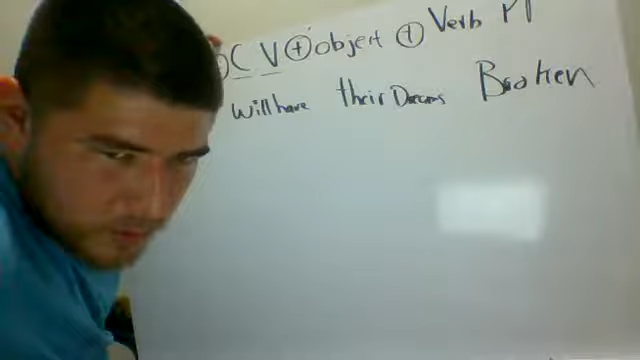 C V + object + Verb
Will have their Dreams Broken